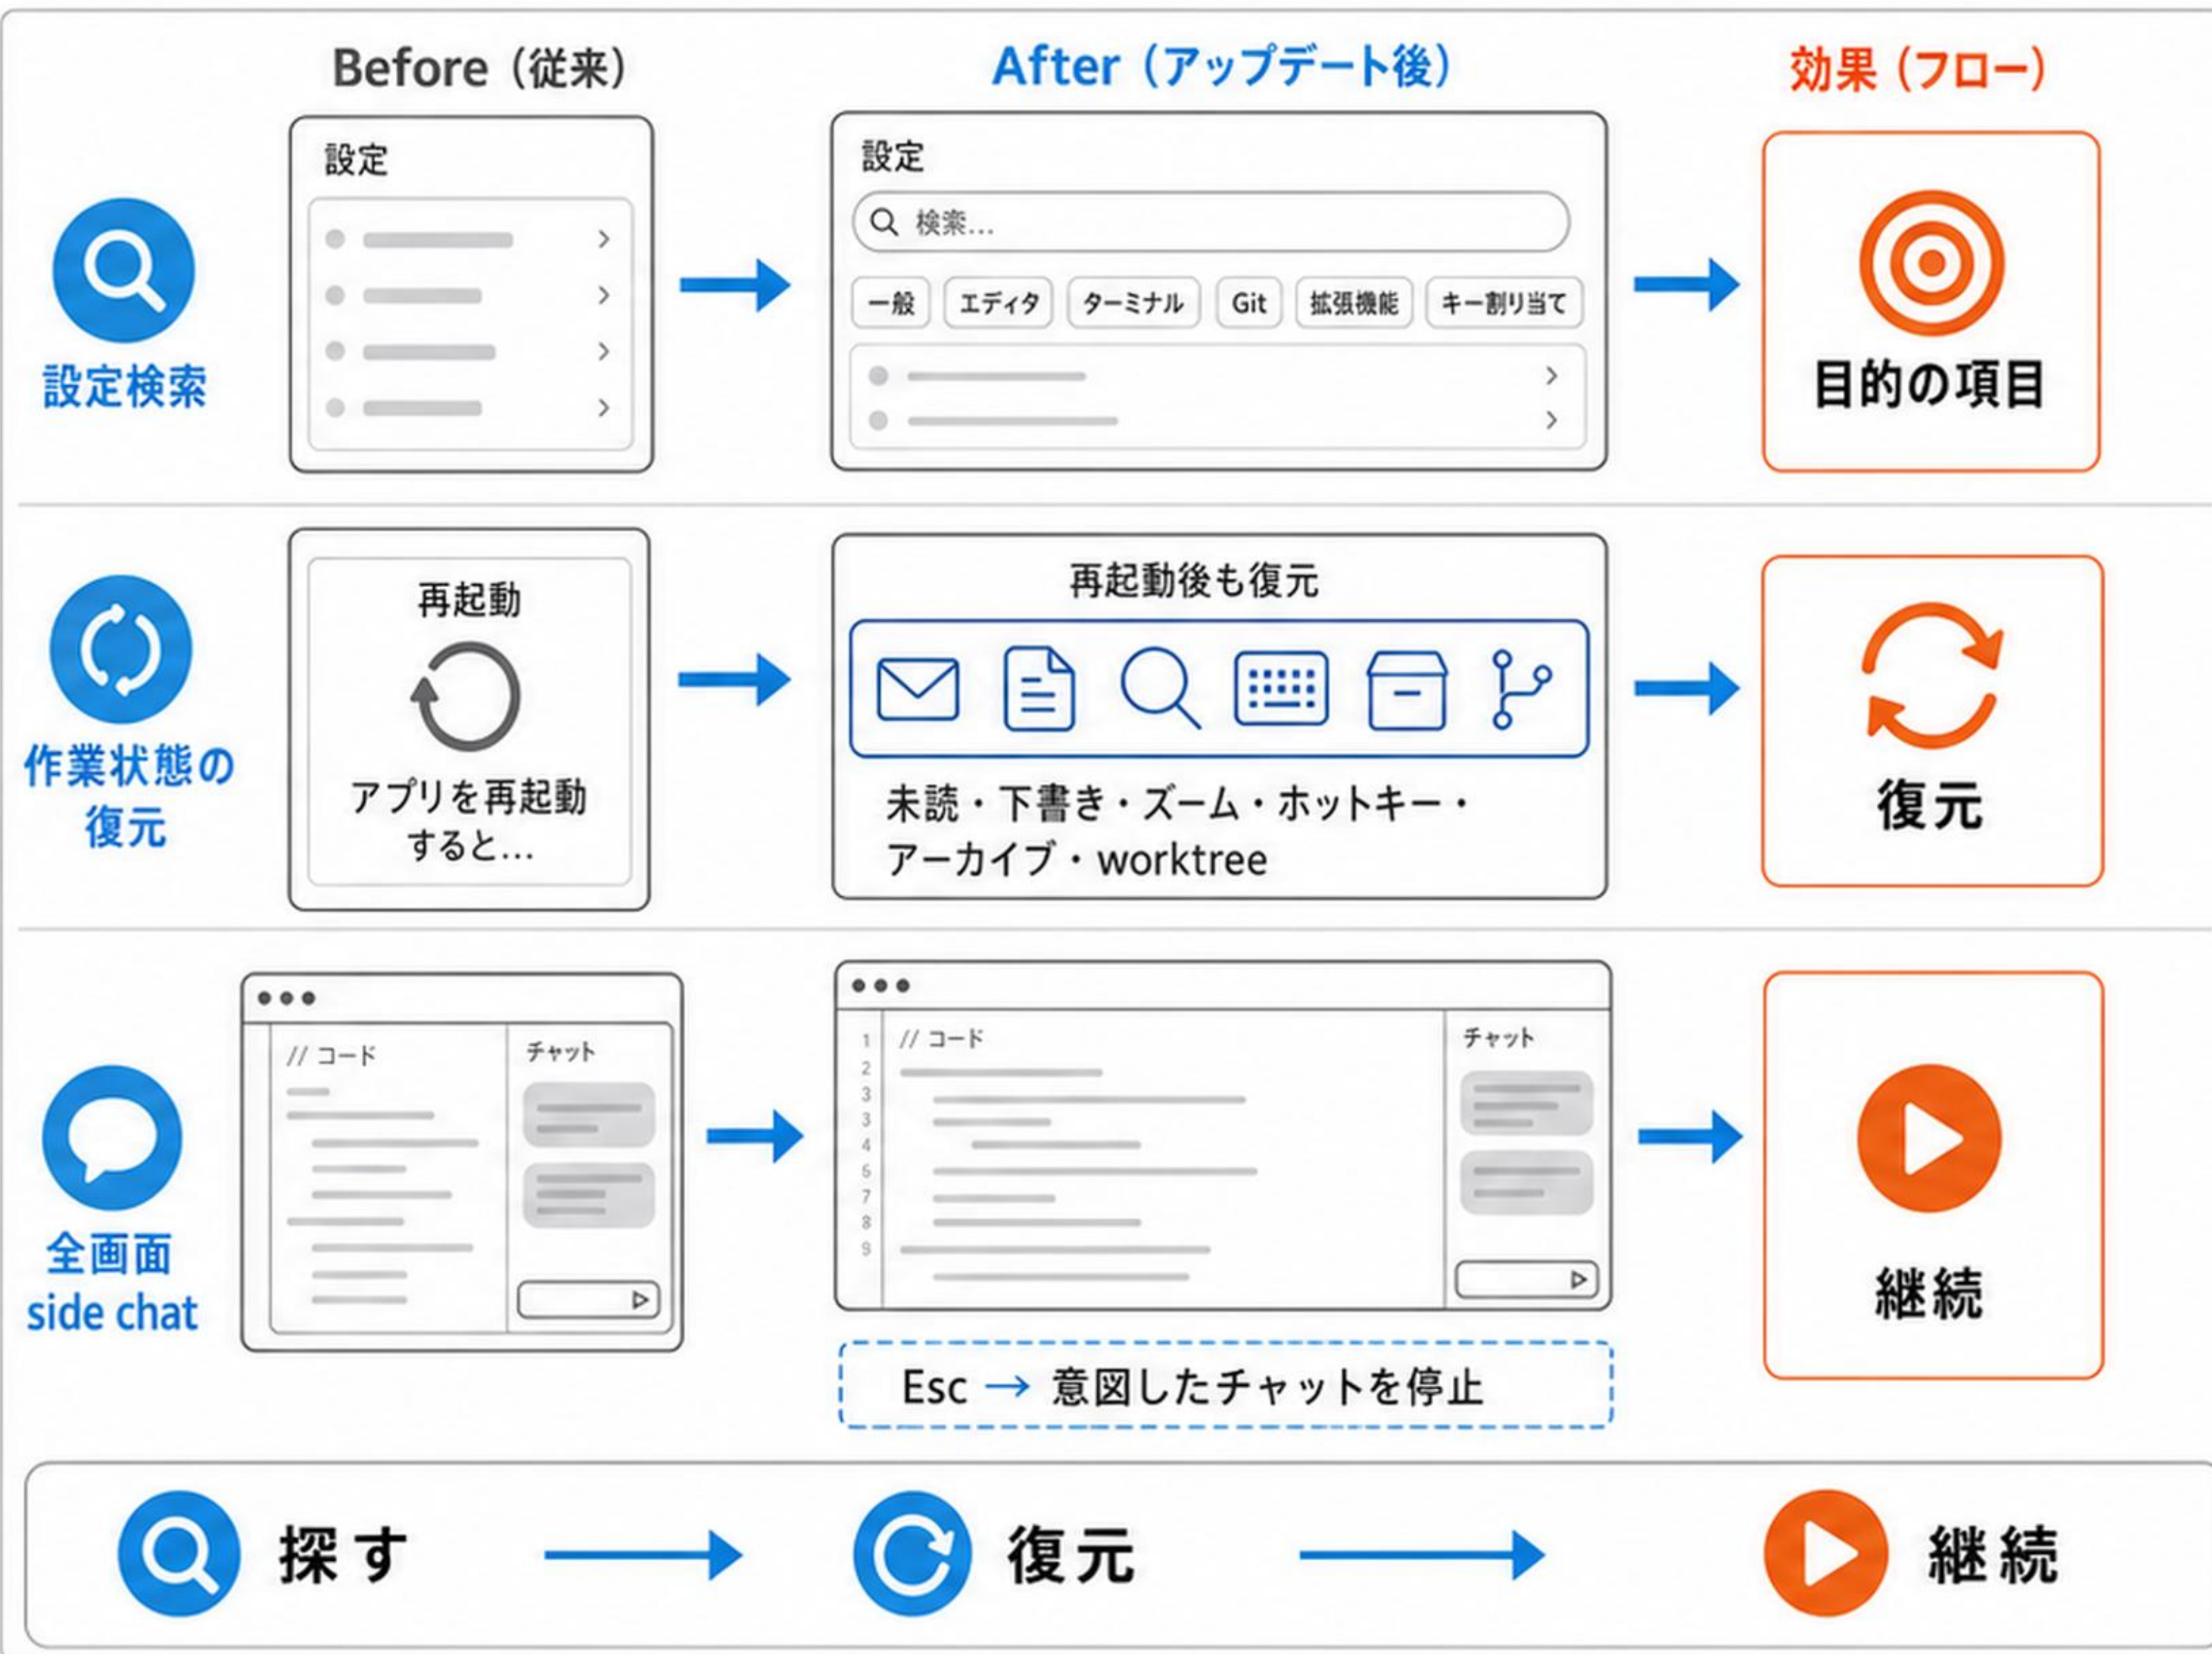 Before（従来）
After（アップデート後）
効果（フロー）
設定検索
設定
設定
検索...
一般
エディタ
ターミナル
Git
拡張機能
キー割り当て
目的の項目
作業状態の
復元
再起動
アプリを再起動
すると...
再起動後も復元
未読・下書き・ズーム・ホットキー・
アーカイブ・worktree
復元
全画面
side chat
// コード
チャット
1
2
3
3
4
7
8
9
// コード
チャット
Esc → 意図したチャットを停止
継続
探す
復元
継続